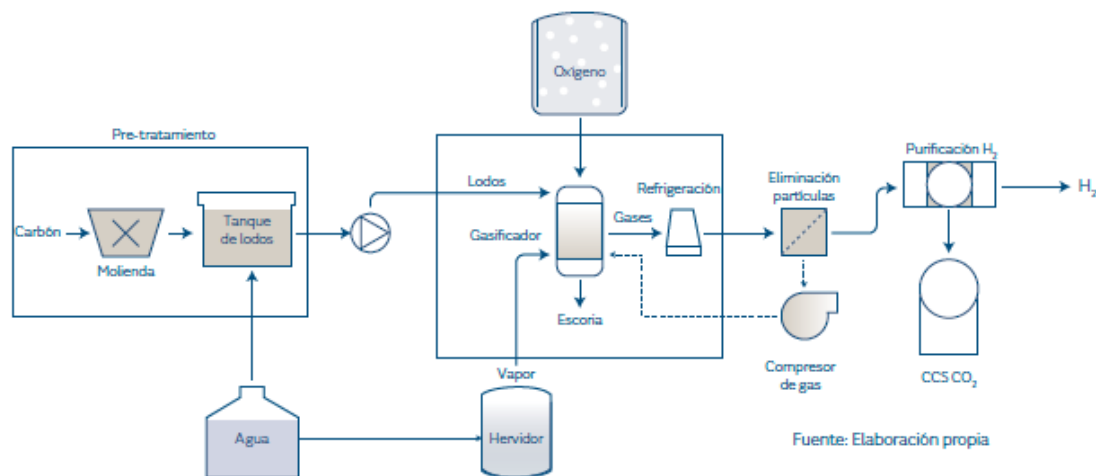 Oxígeno
Pre-tratamiento
Purificación H₂
Eliminación
partículas
Lodos
Refrigeración
H₂
Tanque
de lodos
Carbón
Gases
Gasificador
Molienda
Escoria
Vapor
Compresor
de gas
CCS CO₂
Agua
Hervidor
Fuente: Elaboración propia